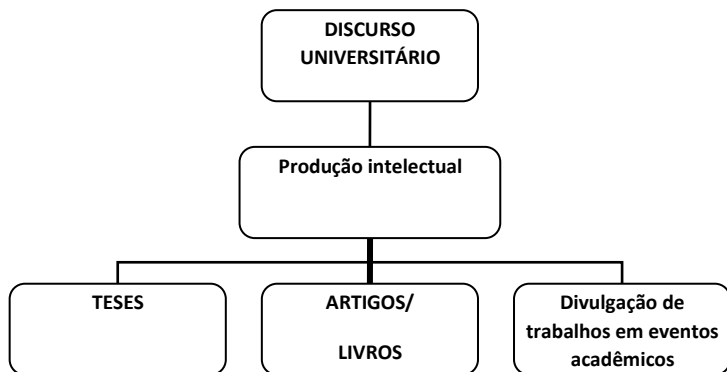 DISCURSO
UNIVERSITÁRIO
Produção intelectual
TESES
ARTIGOS/
LIVROS
Divulgação de
trabalhos em eventos
acadêmicos